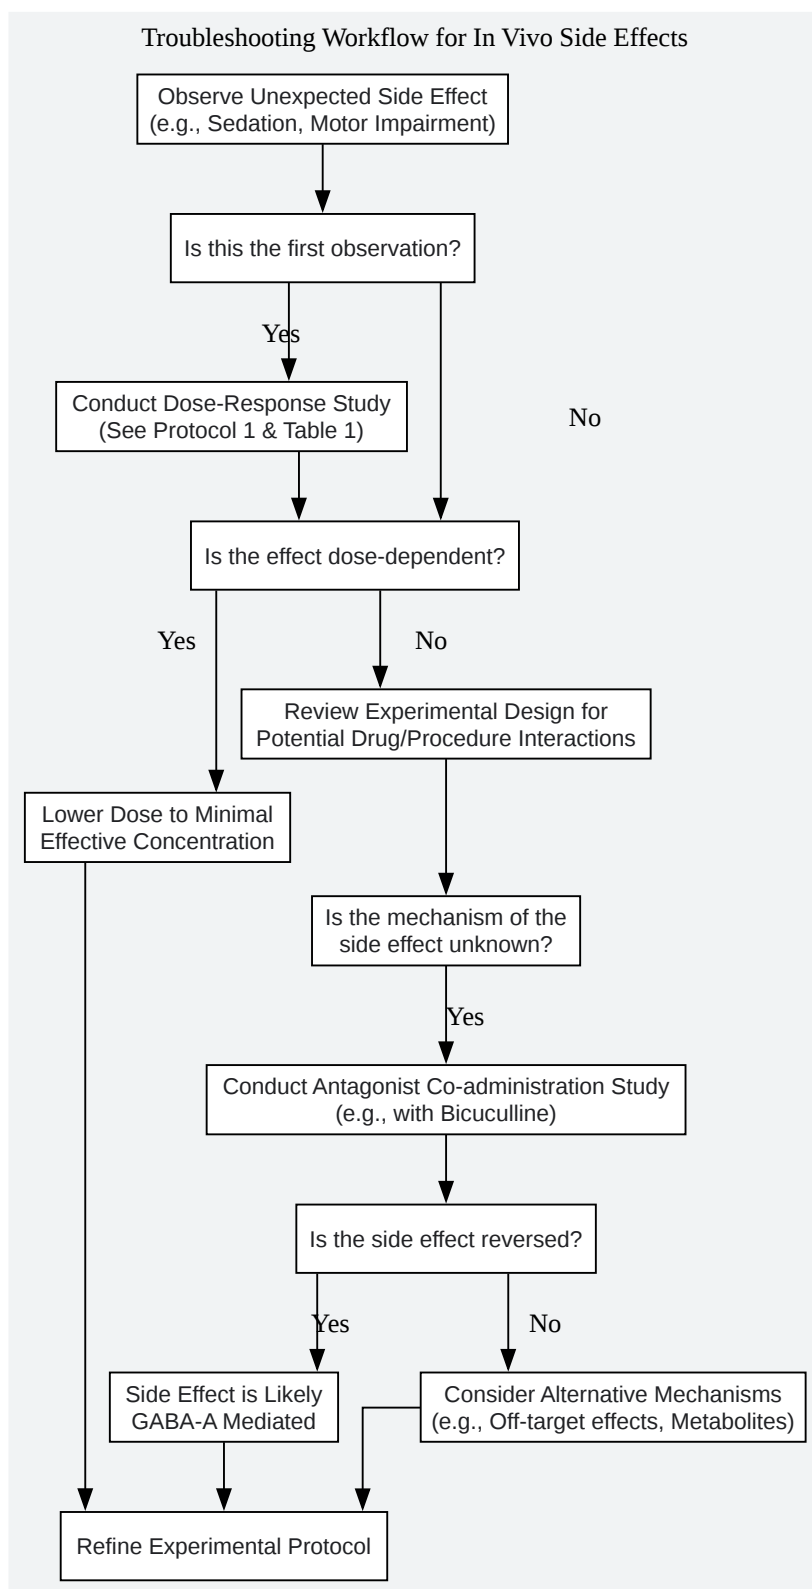 Troubleshooting Workflow for In Vivo Side Effects
Observe Unexpected Side Effect
(e.g., Sedation, Motor Impairment)
Is this the first observation?
Yes
Conduct Dose-Response Study
(See Protocol 1 & Table 1)
No
Is the effect dose-dependent?
Yes
No
Review Experimental Design for
Potential Drug/Procedure Interactions
Lower Dose to Minimal
Effective Concentration
Is the mechanism of the
side effect unknown?
Yes
Conduct Antagonist Co-administration Study
(e.g., with Bicuculline)
Is the side effect reversed?
Yes
No
Side Effect is Likely
GABA-A Mediated
Consider Alternative Mechanisms
(e.g., Off-target effects, Metabolites)
Refine Experimental Protocol